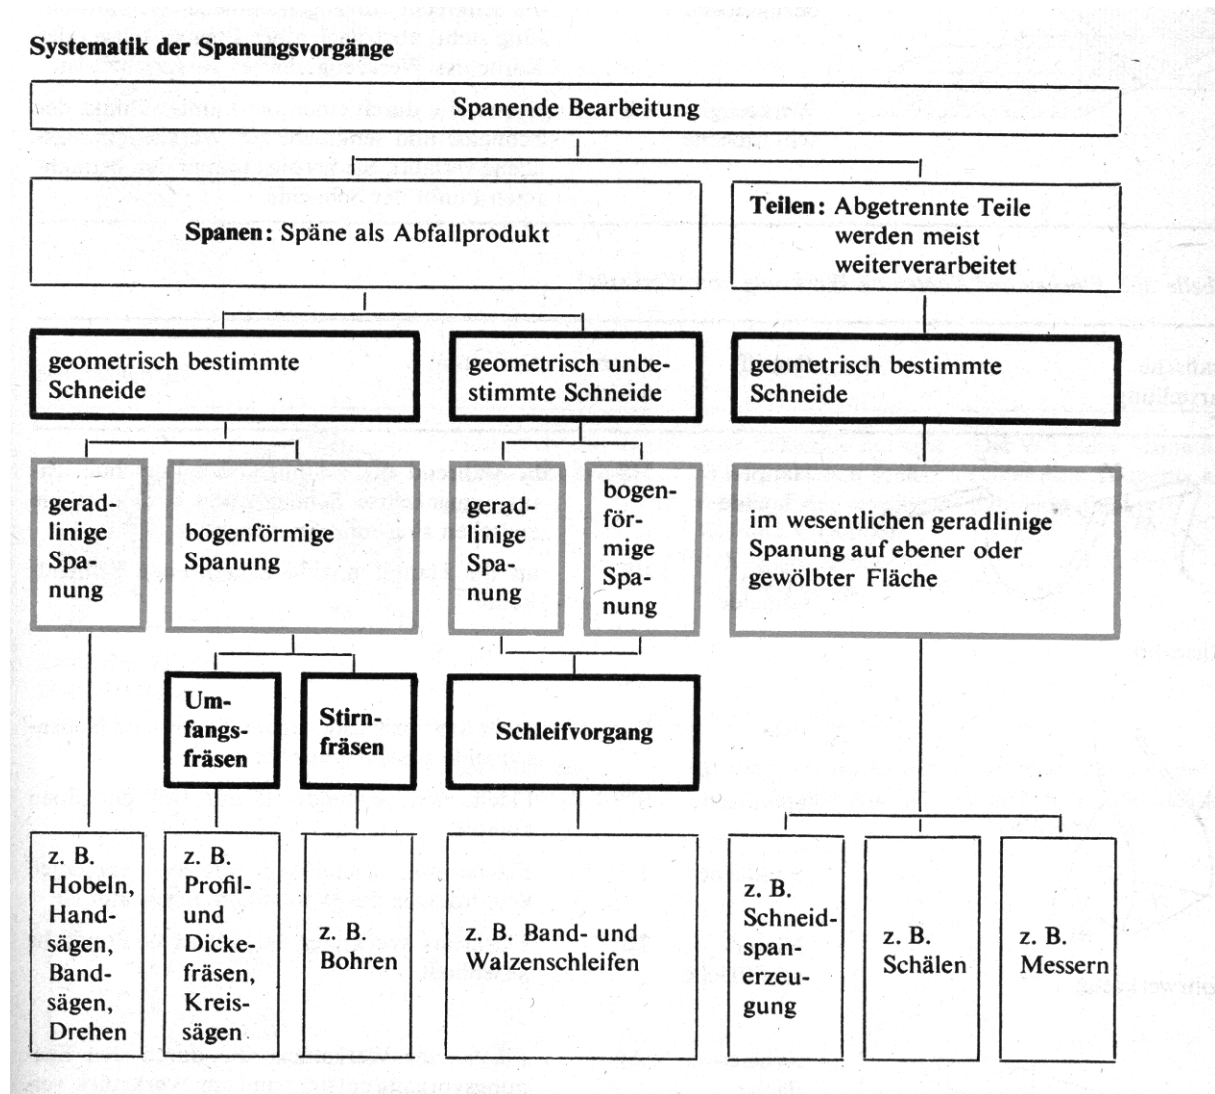 Systematik der Spanungsvorgänge
Spanende Bearbeitung
Spanen: Späne als Abfallprodukt
Teilen: Abgetrennte Teile
werden meist
weiterverarbeitet
geometrisch bestimmte
Schneide
geometrisch unbe-
stimmte Schneide
geometrisch bestimmte
Schneide
gerad-
linige
Spa-
nung
bogenförmige
Spanung
gerad-
linige
Spa-
nung
bogen-
för-
mige
Spa-
nung
im wesentlichen geradlinige
Spanung auf ebener oder
gewölbter Fläche
Um-
fangs-
fräsen
Stirn-
fräsen
Schleifvorgang
z. B.
Hobeln,
Hand-
sägen,
Band-
sägen,
Drehen
z. B.
Profil-
und
Dicke-
fräsen,
Kreis-
sägen
z. B.
Bohren
z. B. Band- und
Walzenschleifen
z. B.
Schneid-
span-
erzeu-
gung
z. B.
Schälen
z. B.
Messern